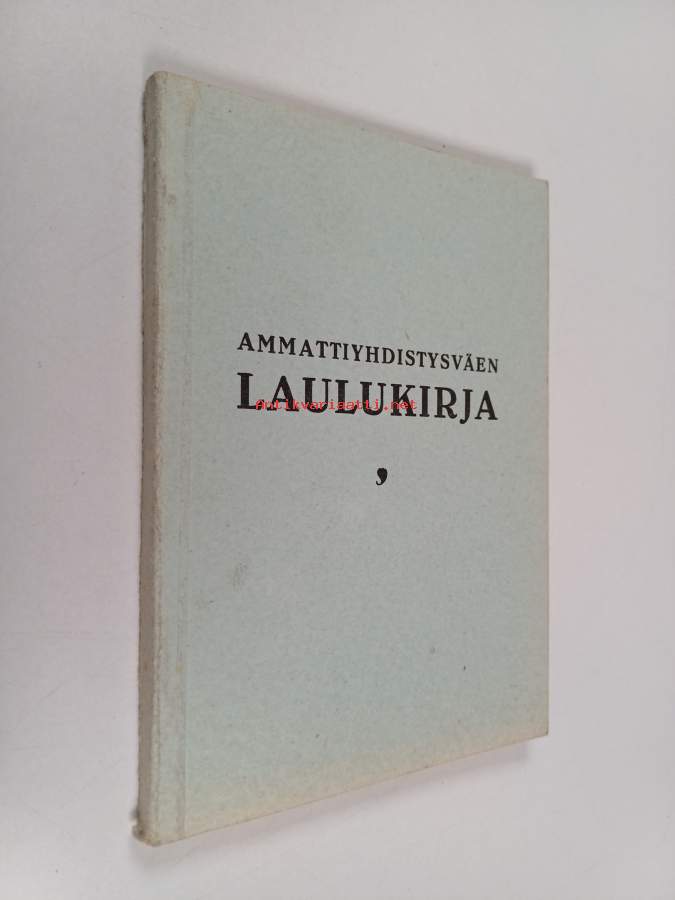 AMMATTIYHDISTYSVÄEN
LAULUKIRJA
Antikvariaatti.net
,